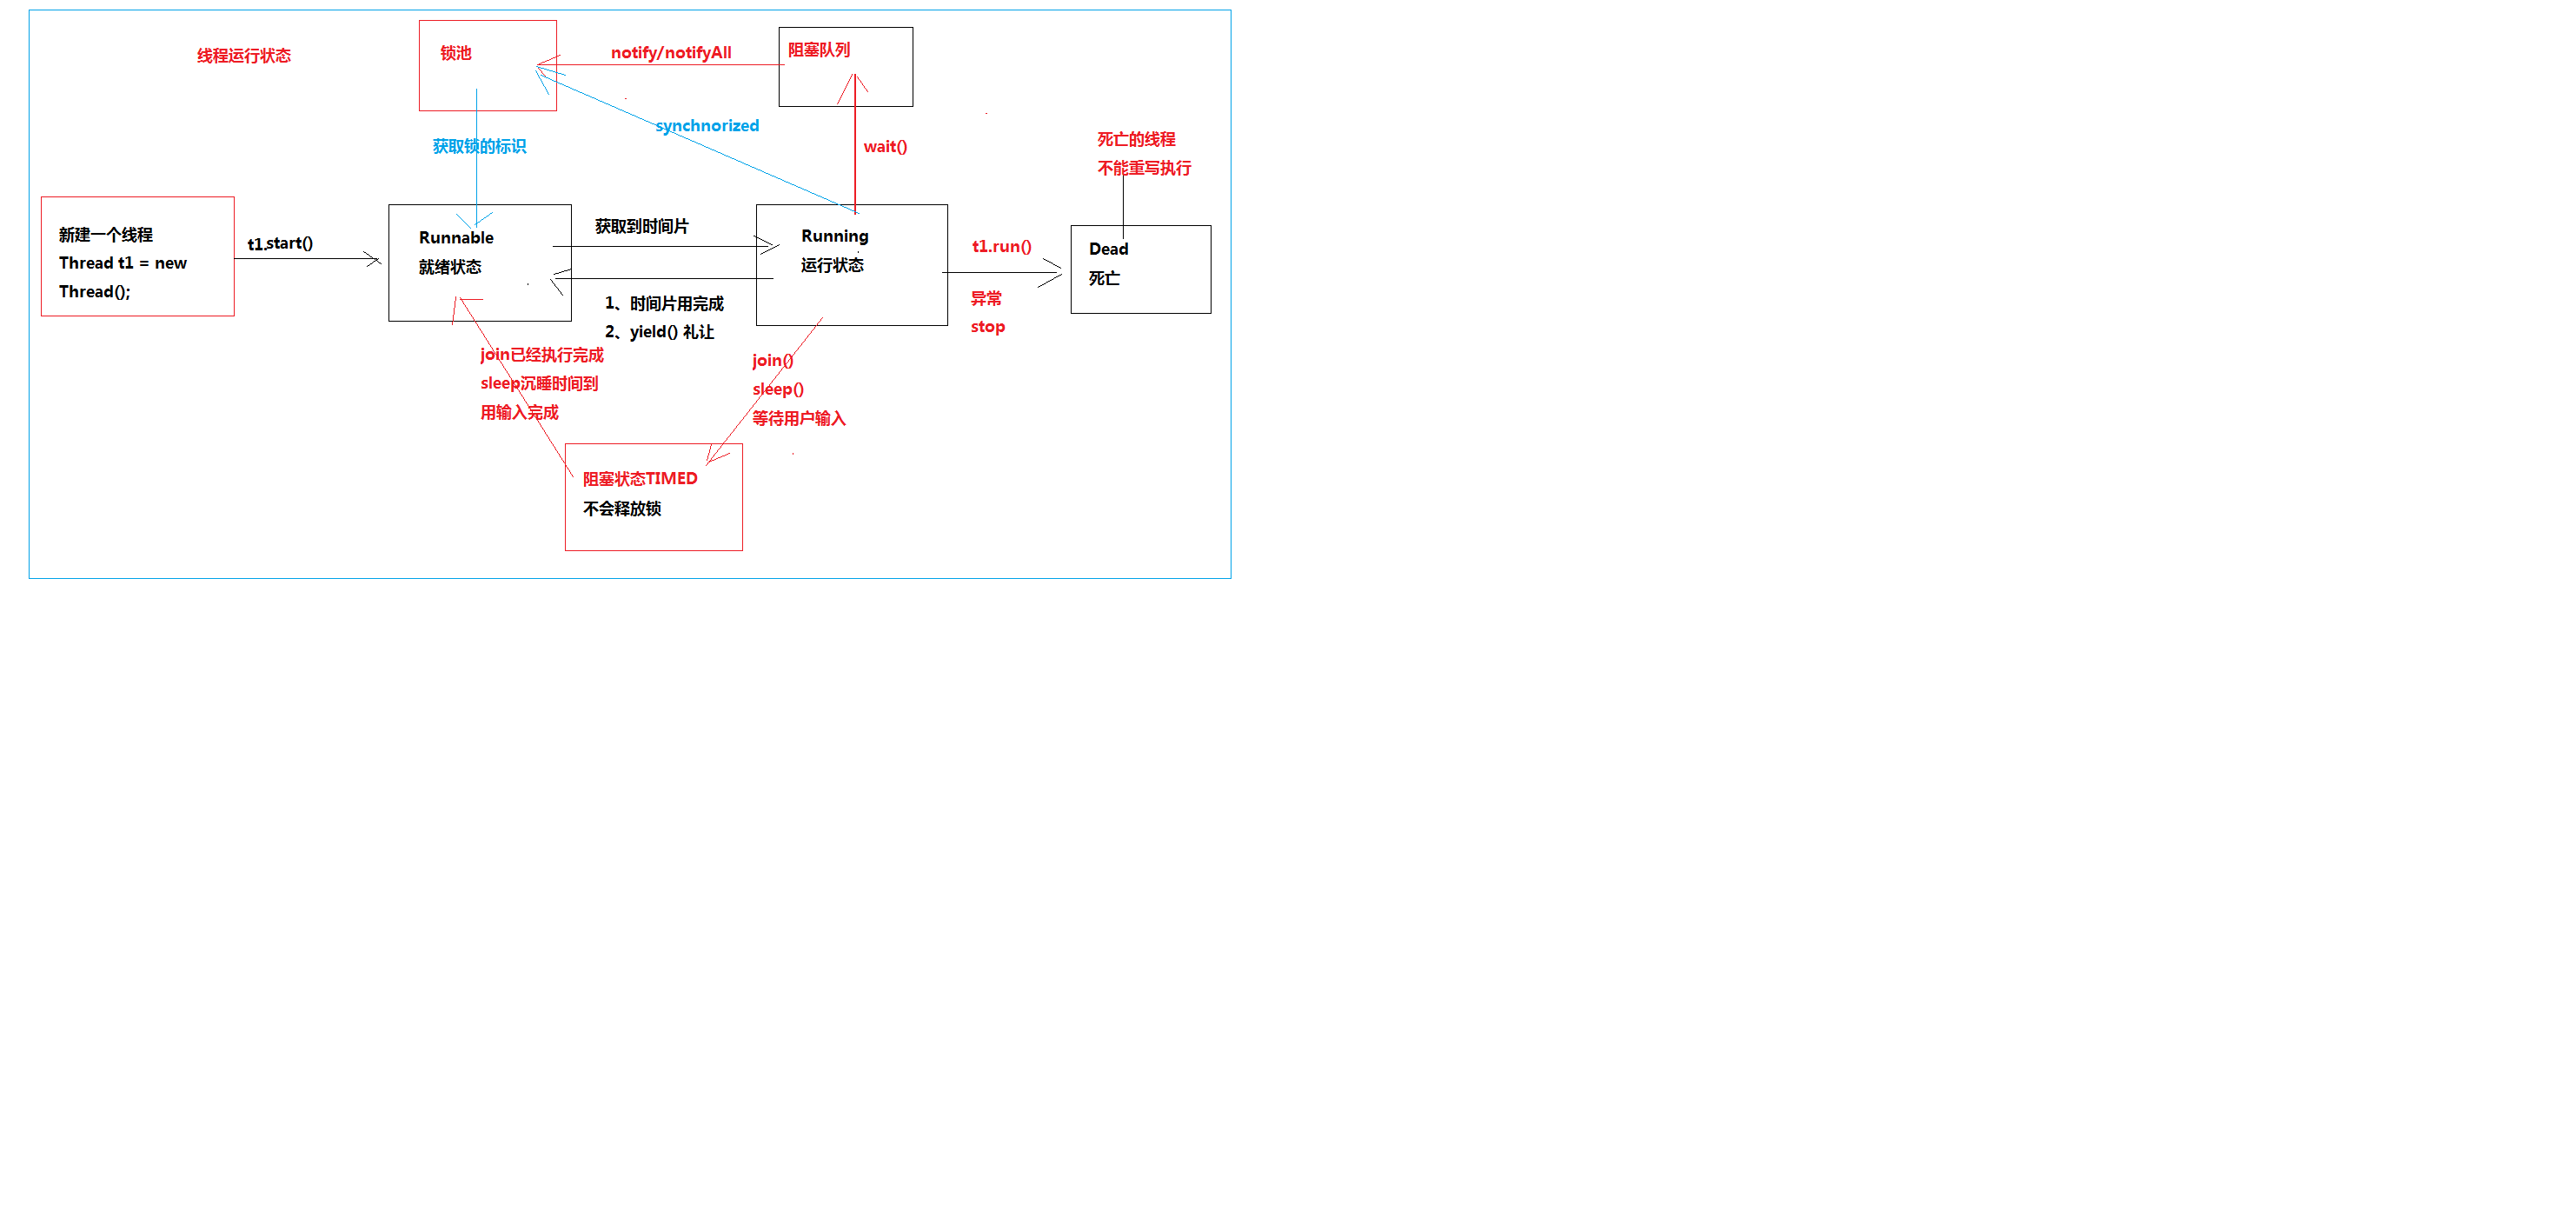 线程运行状态
锁池
notify/notifyAll
阻塞队列
synchnorized
获取锁的标识
wait()
死亡的线程
不能重写执行
新建一个线程
Thread t1 = new
Thread();
t1.start()
Runnable
就绪状态
获取到时间片
1、时间片用完成
2、yield() 礼让
Running
运行状态
t1.run()
异常
stop
Dead
死亡
join已经执行完成
sleep沉睡时间到
用输入完成
join()
sleep()
等待用户输入
阻塞状态TIMED
不会释放锁